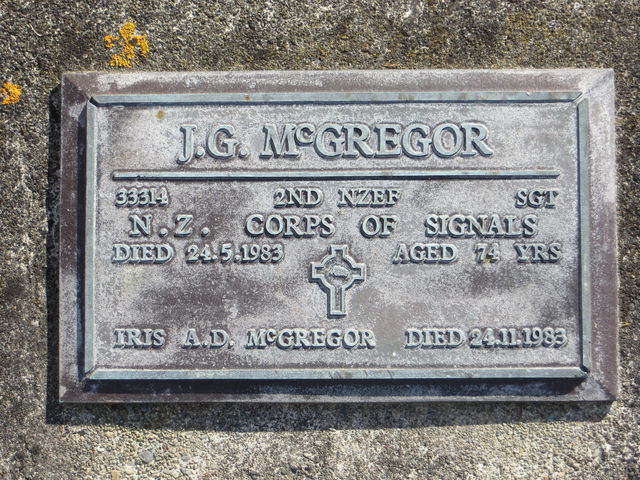 J.G. McGREGOR
33314 2ND NZEF SGT
N.Z. CORPS OF SIGNALS
DIED 24.5.1983 AGED 74 YRS
IRIS A.D. McGREGOR DIED 24.11.1983